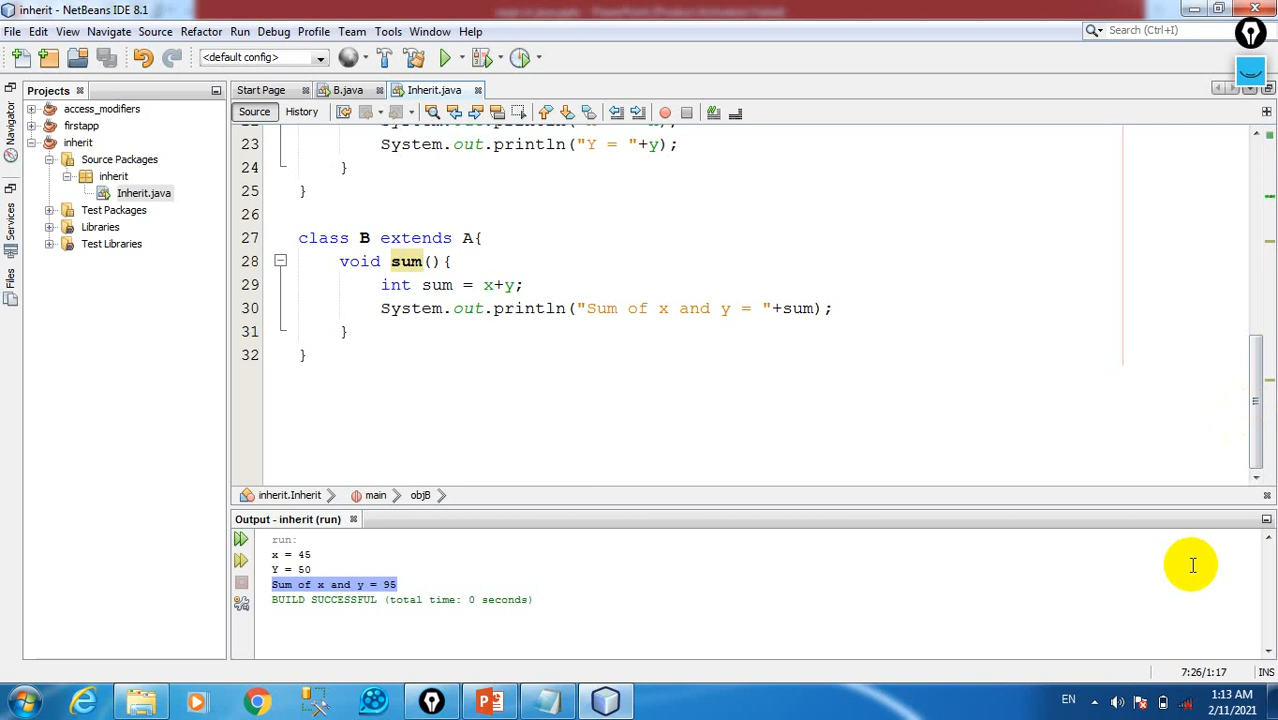 inherit - NetBeans IDE 8.1
File Edit View Navigate Source Refactor Run Debug Profile Team Tools Window Help
Search (Ctrl+I)
<default config>
Projects
Start Page B.java Inherit.java
Source History
access_modifiers
firstapp
inherit
Source Packages
inherit
Inherit.java
Test Packages
Libraries
Test Libraries
Navigator
Services
Files
23 System.out.println("Y = "+y);
24 }
25 }
26
27 class B extends A{
28 void sum(){
29 int sum = x+y;
30 System.out.println("Sum of x and y = "+sum);
31 }
32 }
inherit.Inherit main objB
Output - inherit (run)
run:
x = 45
Y = 50
Sum of x and y = 95
BUILD SUCCESSFUL (total time: 0 seconds)
7:26/1:17 INS
EN
1:13 AM
2/11/2021